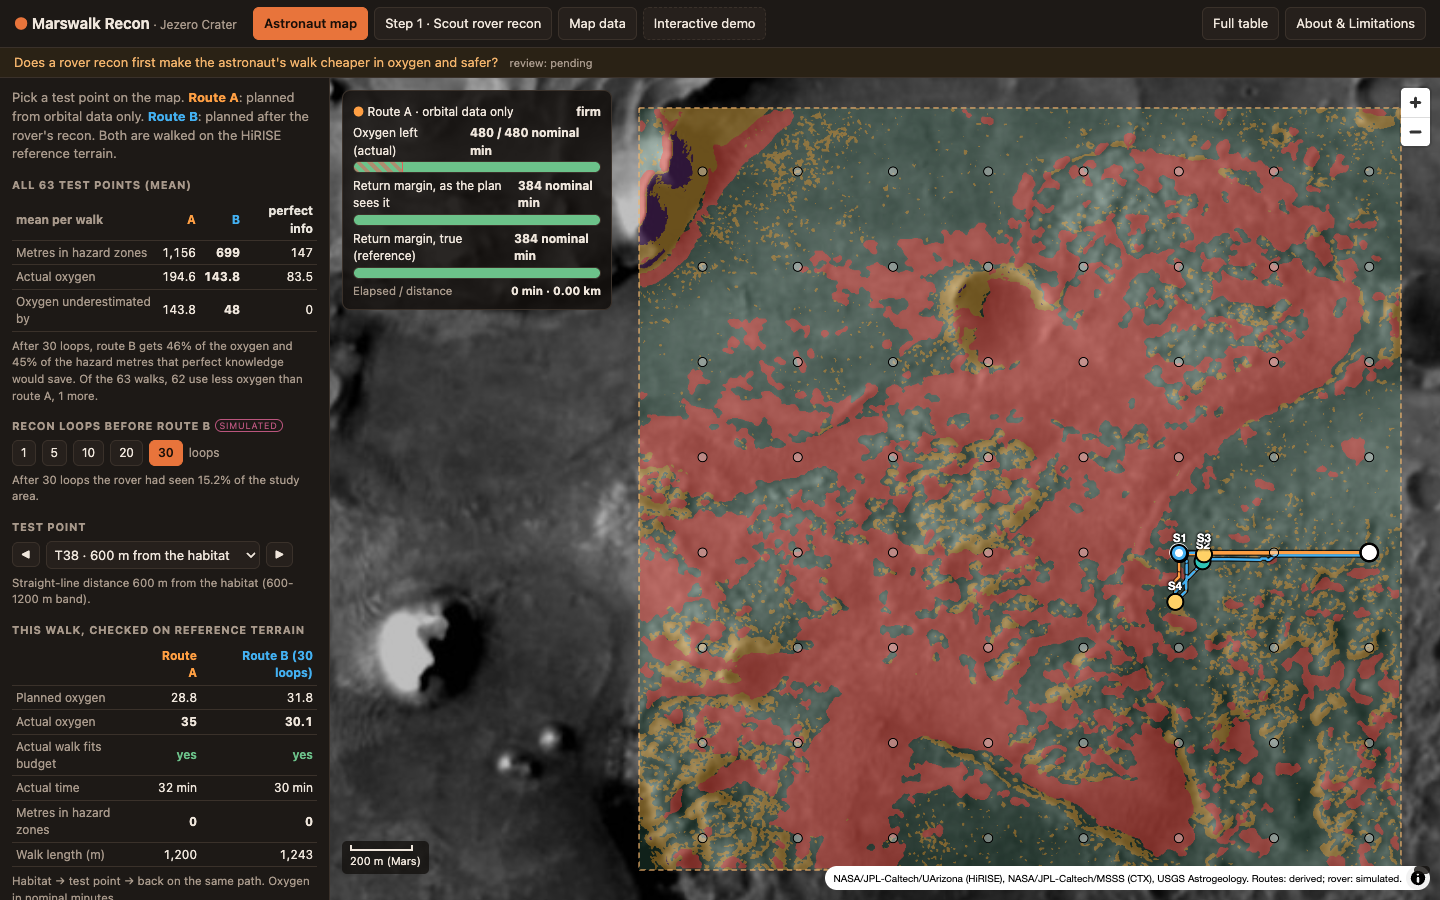 Marswalk Recon · Jezero Crater
Astronaut map
Step 1 · Scout rover recon
Map data
Interactive demo
Full table
About & Limitations
Does a rover recon first make the astronaut's walk cheaper in oxygen and safer? review: pending
Pick a test point on the map. Route A: planned
from orbital data only. Route B: planned after the
rover's recon. Both are walked on the HiRISE
reference terrain.
ALL 63 TEST POINTS (MEAN)
mean per walk A B perfect
info
Metres in hazard zones 1,156 699 147
Actual oxygen 194.6 143.8 83.5
Oxygen underestimated
by 143.8 48 0
After 30 loops, route B gets 46% of the oxygen and
45% of the hazard metres that perfect knowledge
would save. Of the 63 walks, 62 use less oxygen than
route A, 1 more.
RECON LOOPS BEFORE ROUTE B SIMULATED
1 5 10 20 30 loops
After 30 loops the rover had seen 15.2% of the study
area.
TEST POINT
◀ T38 · 600 m from the habitat ▶
Straight-line distance 600 m from the habitat (600-
1200 m band).
THIS WALK, CHECKED ON REFERENCE TERRAIN
Route
A
Route B (30
loops)
Planned oxygen 28.8 31.8
Actual oxygen 35 30.1
Actual walk fits
budget yes yes
Actual time 32 min 30 min
Metres in hazard
zones 0 0
Walk length (m) 1,200 1,243
Habitat → test point → back on the same path. Oxygen
in nominal minutes.
Route A · orbital data only firm
Oxygen left
(actual)
480 / 480 nominal
min
Return margin, as the plan
sees it
384 nominal
min
Return margin, true
(reference)
384 nominal
min
Elapsed / distance 0 min · 0.00 km
+
−
S1
S3
S2
S4
200 m (Mars)
NASA/JPL-Caltech/UArizona (HiRISE), NASA/JPL-Caltech/MSSS (CTX), USGS Astrogeology. Routes: derived; rover: simulated.